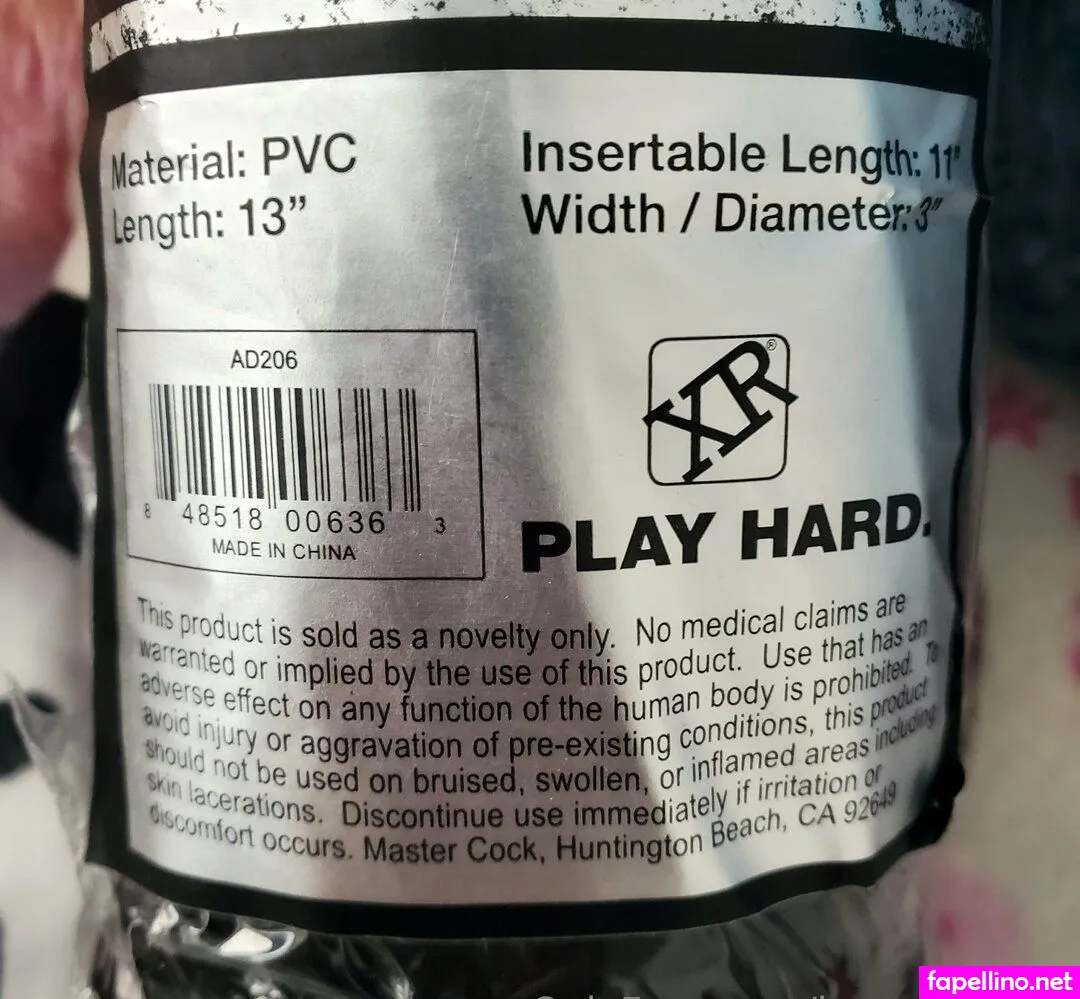 Material: PVC
Length: 13”
Insertable Length: 11"
Width / Diameter: 3"
AD206
8 48518 00636 3
MADE IN CHINA
XR®
PLAY HARD.
This product is sold as a novelty only. No medical claims are
warranted or implied by the use of this product. Use that has an
adverse effect on any function of the human body is prohibited. To
avoid injury or aggravation of pre-existing conditions, this product
should not be used on bruised, swollen, or inflamed areas including
skin lacerations. Discontinue use immediately if irritation or
discomfort occurs. Master Cock, Huntington Beach, CA 92649
fapellino.net